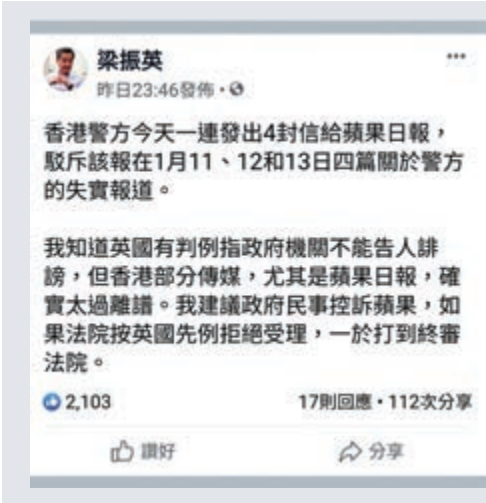 梁振英
昨日23:46發佈・
香港警方今天一連發出4封信給蘋果日報，
駁斥該報在1月11、12和13日四篇關於警方
的失實報道。
我知道英國有判例指政府機關不能告人誹
謗，但香港部分傳媒，尤其是蘋果日報，確
實太過離譜。我建議政府民事控訴蘋果，如
果法院按英國先例拒絕受理，一於打到終審
法院。
2,103 17則回應・112次分享
讚好 分享